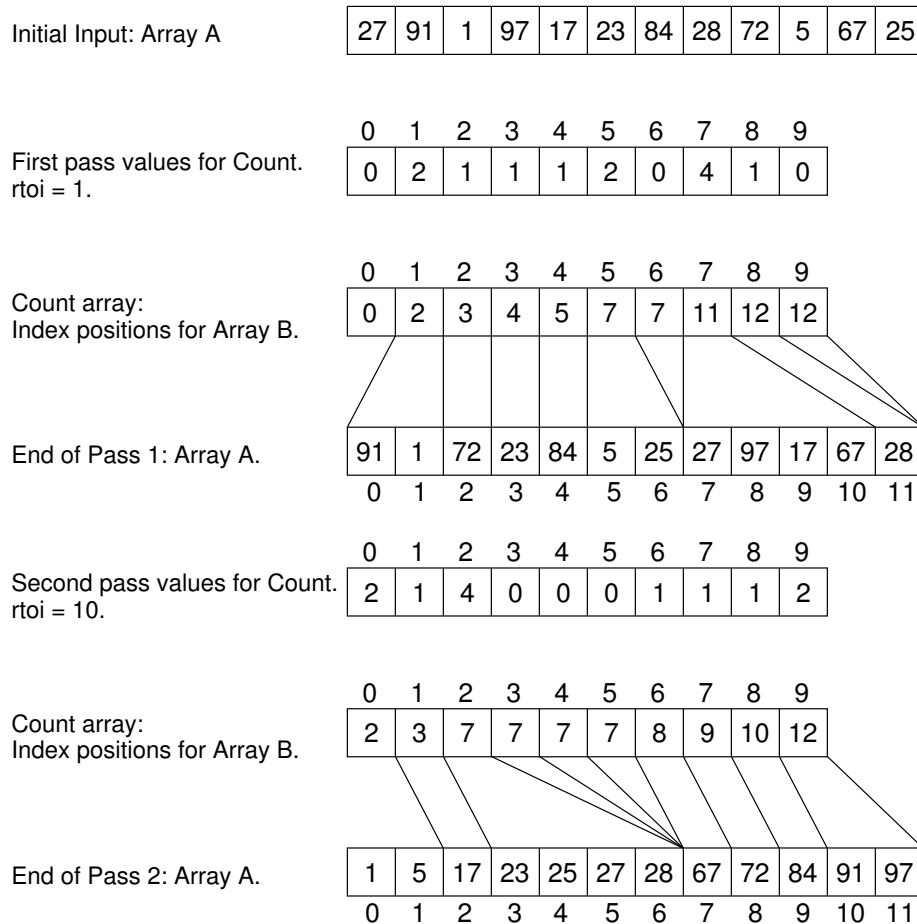 Initial Input: Array A
27 91 1 97 17 23 84 28 72 5 67 25
0 1 2 3 4 5 6 7 8 9
First pass values for Count.
rtoi = 1.
0 2 1 1 1 2 0 4 1 0
0 1 2 3 4 5 6 7 8 9
Count array:
Index positions for Array B.
0 2 3 4 5 7 7 11 12 12
End of Pass 1: Array A.
91 1 72 23 84 5 25 27 97 17 67 28
0 1 2 3 4 5 6 7 8 9 10 11
0 1 2 3 4 5 6 7 8 9
Second pass values for Count.
rtoi = 10.
2 1 4 0 0 0 1 1 1 2
0 1 2 3 4 5 6 7 8 9
Count array:
Index positions for Array B.
2 3 7 7 7 7 8 9 10 12
End of Pass 2: Array A.
1 5 17 23 25 27 28 67 72 84 91 97
0 1 2 3 4 5 6 7 8 9 10 11